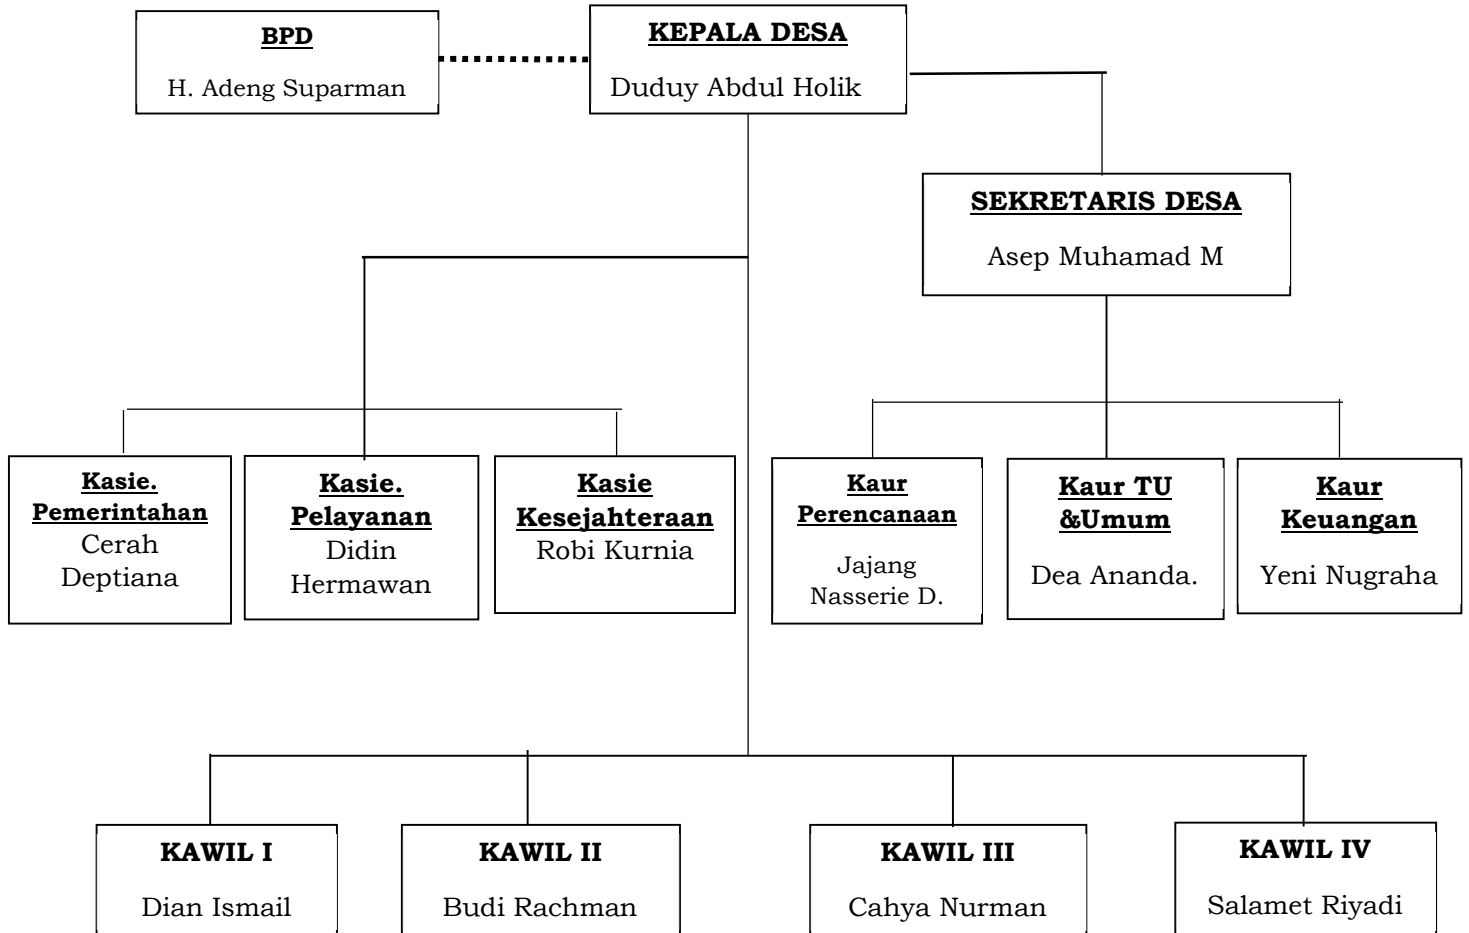 BPD
H. Adeng Suparman
KEPALA DESA
Duduy Abdul Holik
SEKRETARIS DESA
Asep Muhamad M
Kasie.
Pemerintahan
Cerah
Deptiana
Kasie.
Pelayanan
Didin
Hermawan
Kasie
Kesejahteraan
Robi Kurnia
Kaur
Perencanaan
Jajang
Nasserie D.
Kaur TU
&Umum
Dea Ananda.
Kaur
Keuangan
Yeni Nugraha
KAWIL I
Dian Ismail
KAWIL II
Budi Rachman
KAWIL III
Cahya Nurman
KAWIL IV
Salamet Riyadi